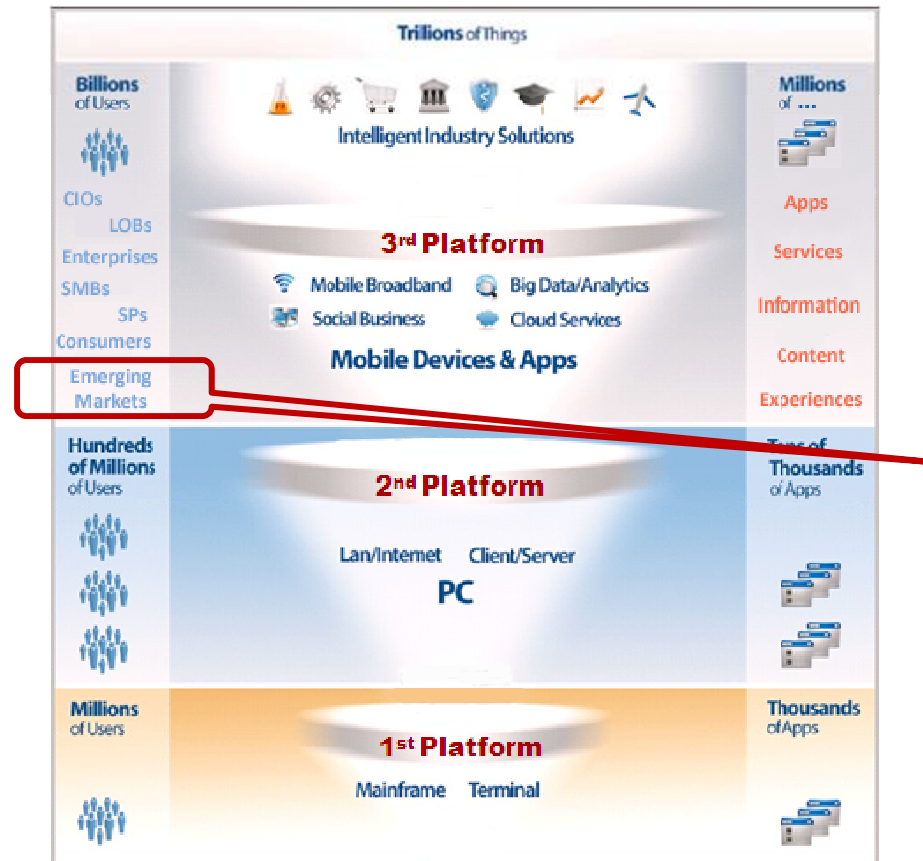 Trillions of Things
Billions
of Users
Millions
of ...
Intelligent Industry Solutions
CIOs
LOBs
Enterprises
SMBs
SPs
Consumers
Emerging
Markets
Apps
Services
Information
Content
Experiences
3rd Platform
Mobile Broadband
Big Data/Analytics
Social Business
Cloud Services
Mobile Devices & Apps
Hundreds
of Millions
of Users
Tens of
Thousands
of Apps
2nd Platform
Lan/Internet
Client/Server
PC
Millions
of Users
Thousands
of Apps
1st Platform
Mainframe
Terminal